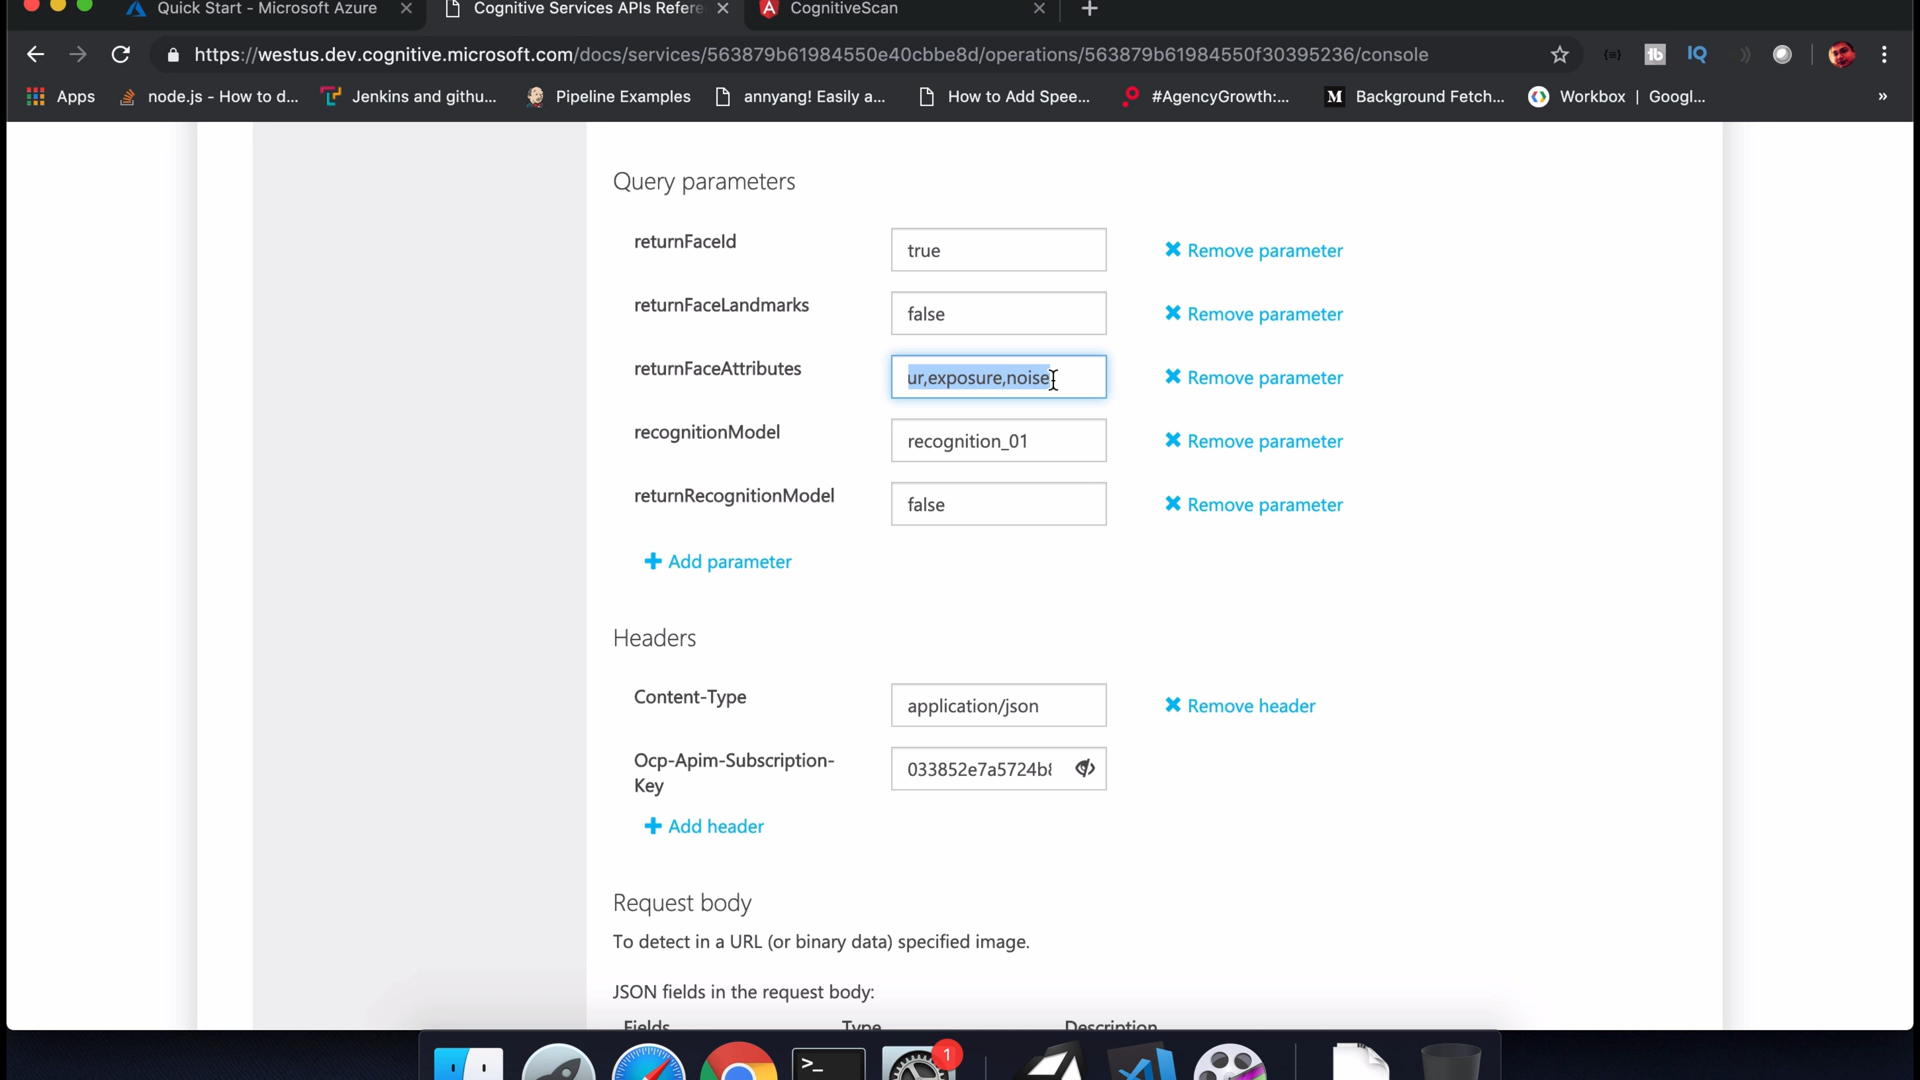 Quick Start - Microsoft Azure
Cognitive Services APIs Refere
CognitiveScan
https://westus.dev.cognitive.microsoft.com/docs/services/563879b61984550e40cbbe8d/operations/563879b61984550f30395236/console
Apps
node.js - How to d...
Jenkins and githu...
Pipeline Examples
annyang! Easily a...
How to Add Spee...
#AgencyGrowth:...
Background Fetch...
Workbox | Googl...
»
Query parameters
returnFaceId
true
Remove parameter
returnFaceLandmarks
false
Remove parameter
returnFaceAttributes
ur,exposure,noise
Remove parameter
recognitionModel
recognition_01
Remove parameter
returnRecognitionModel
false
Remove parameter
Add parameter
Headers
Content-Type
application/json
Remove header
Ocp-Apim-Subscription-
Key
033852e7a5724b8
Add header
Request body
To detect in a URL (or binary data) specified image.
JSON fields in the request body:
Fields Type Description
1